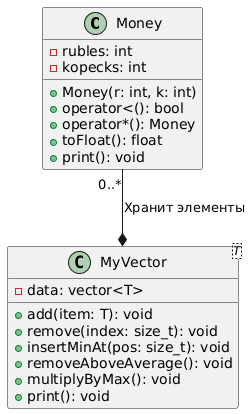 C Money
rubles: int
kopecks: int
Money(r: int, k: int)
operator<(): bool
operator*(): Money
toFloat(): float
print(): void
0..*
Хранит элементы
T
C MyVector
data: vector<T>
add(item: T): void
remove(index: size_t): void
insertMinAt(pos: size_t): void
removeAboveAverage(): void
multiplyByMax(): void
print(): void